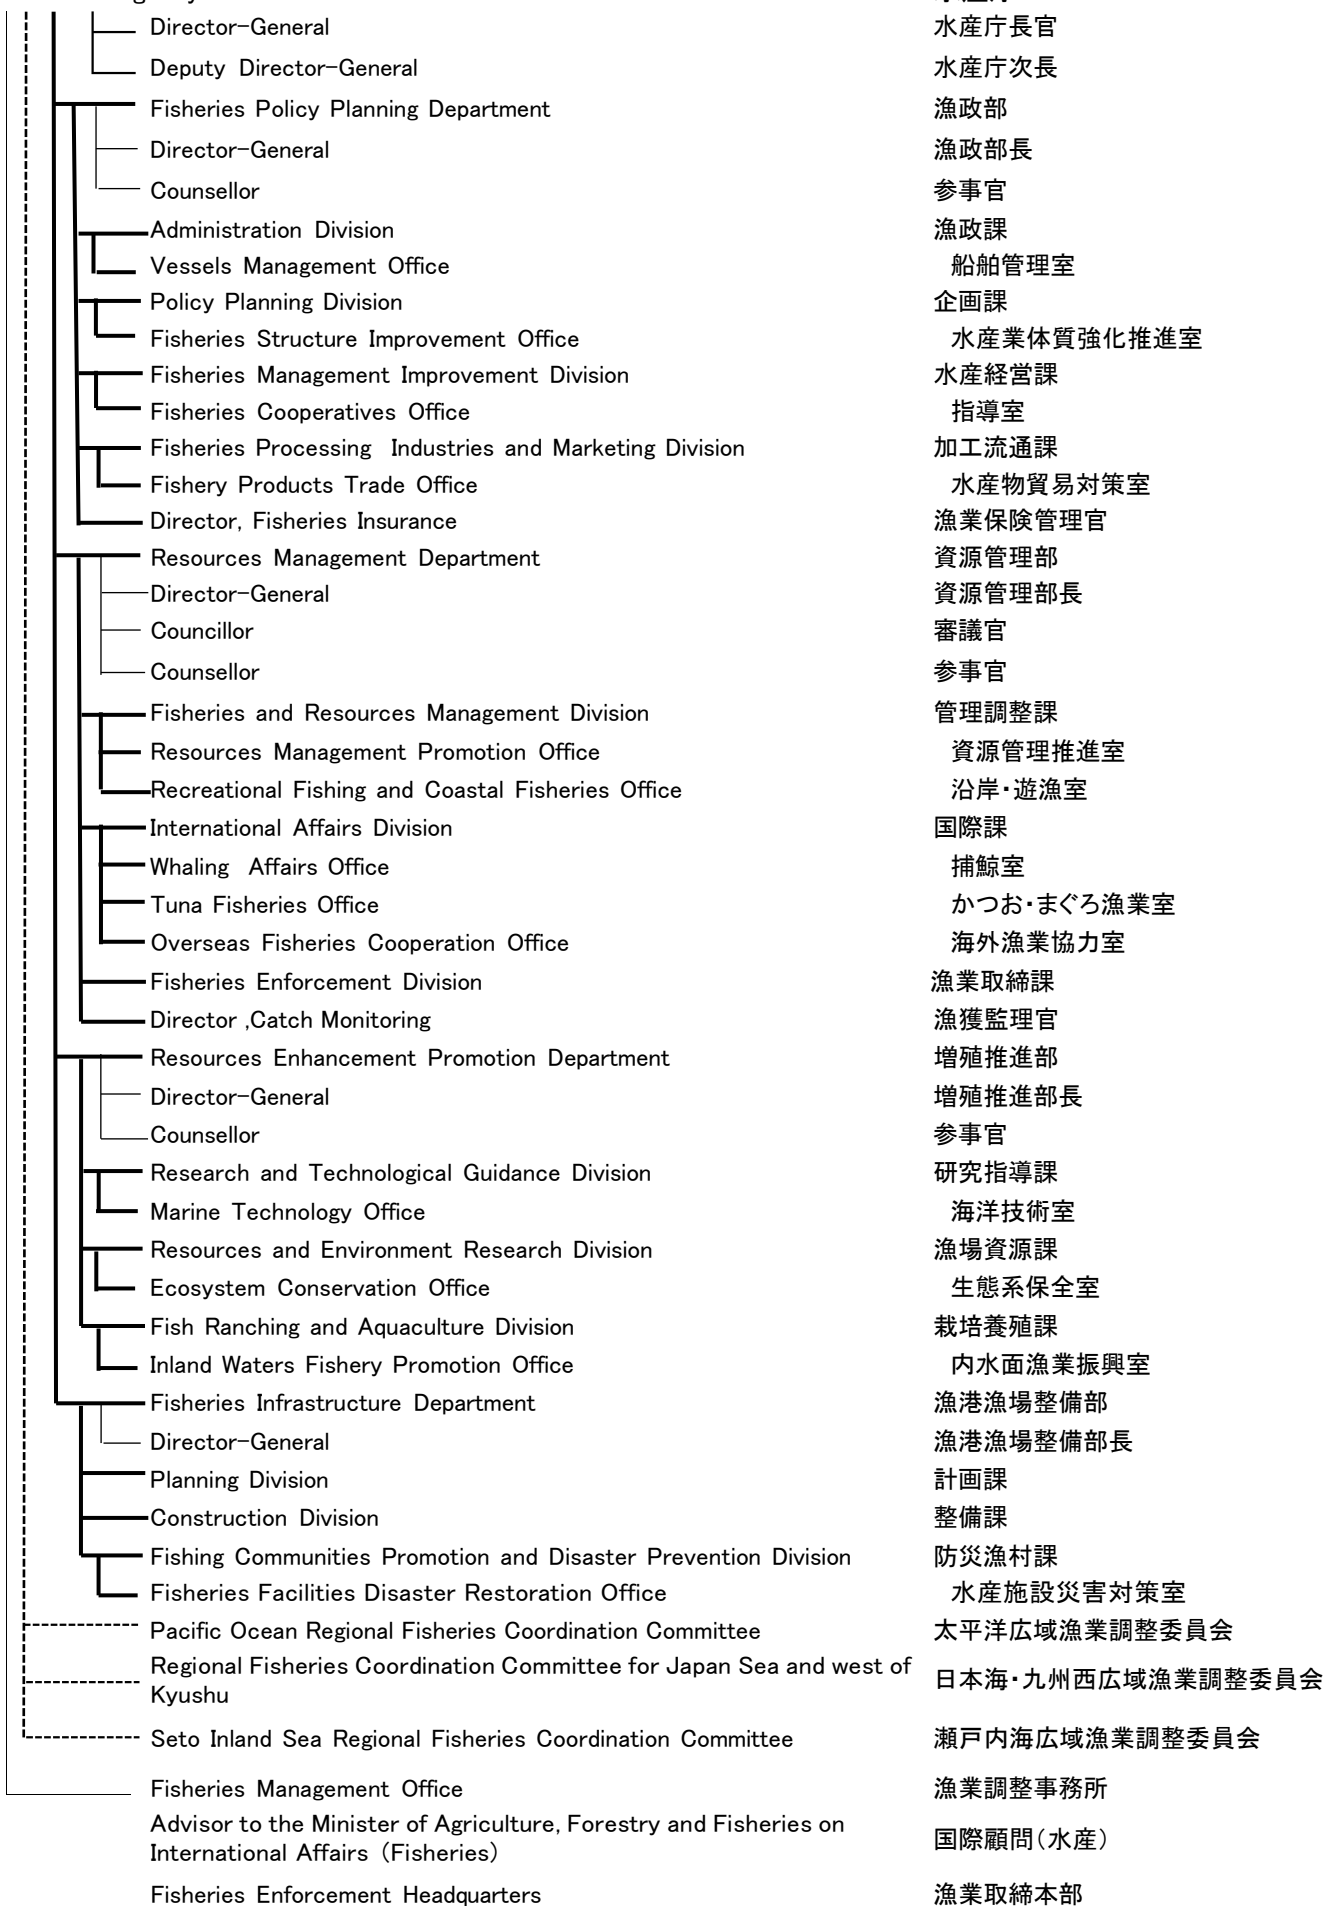 Director-General 水産庁長官
Deputy Director-General 水産庁次長
Fisheries Policy Planning Department 漁政部
Director-General 漁政部長
Counsellor 参事官
Administration Division 漁政課
Vessels Management Office 船舶管理室
Policy Planning Division 企画課
Fisheries Structure Improvement Office 水産業体質強化推進室
Fisheries Management Improvement Division 水産経営課
Fisheries Cooperatives Office 指導室
Fisheries Processing Industries and Marketing Division 加工流通課
Fishery Products Trade Office 水産物貿易対策室
Director, Fisheries Insurance 漁業保険管理官
Resources Management Department 資源管理部
Director-General 資源管理部長
Councillor 審議官
Counsellor 参事官
Fisheries and Resources Management Division 管理調整課
Resources Management Promotion Office 資源管理推進室
Recreational Fishing and Coastal Fisheries Office 沿岸・遊漁室
International Affairs Division 国際課
Whaling Affairs Office 捕鯨室
Tuna Fisheries Office かつお・まぐろ漁業室
Overseas Fisheries Cooperation Office 海外漁業協力室
Fisheries Enforcement Division 漁業取締課
Director ,Catch Monitoring 漁獲監理官
Resources Enhancement Promotion Department 増殖推進部
Director-General 増殖推進部長
Counsellor 参事官
Research and Technological Guidance Division 研究指導課
Marine Technology Office 海洋技術室
Resources and Environment Research Division 漁場資源課
Ecosystem Conservation Office 生態系保全室
Fish Ranching and Aquaculture Division 栽培養殖課
Inland Waters Fishery Promotion Office 内水面漁業振興室
Fisheries Infrastructure Department 漁港漁場整備部
Director-General 漁港漁場整備部長
Planning Division 計画課
Construction Division 整備課
Fishing Communities Promotion and Disaster Prevention Division 防災漁村課
Fisheries Facilities Disaster Restoration Office 水産施設災害対策室
Pacific Ocean Regional Fisheries Coordination Committee 太平洋広域漁業調整委員会
Regional Fisheries Coordination Committee for Japan Sea and west of
Kyushu 日本海・九州西広域漁業調整委員会
Seto Inland Sea Regional Fisheries Coordination Committee 瀬戸内海広域漁業調整委員会
Fisheries Management Office 漁業調整事務所
Advisor to the Minister of Agriculture, Forestry and Fisheries on
International Affairs (Fisheries) 国際顧問(水産)
Fisheries Enforcement Headquarters 漁業取締本部